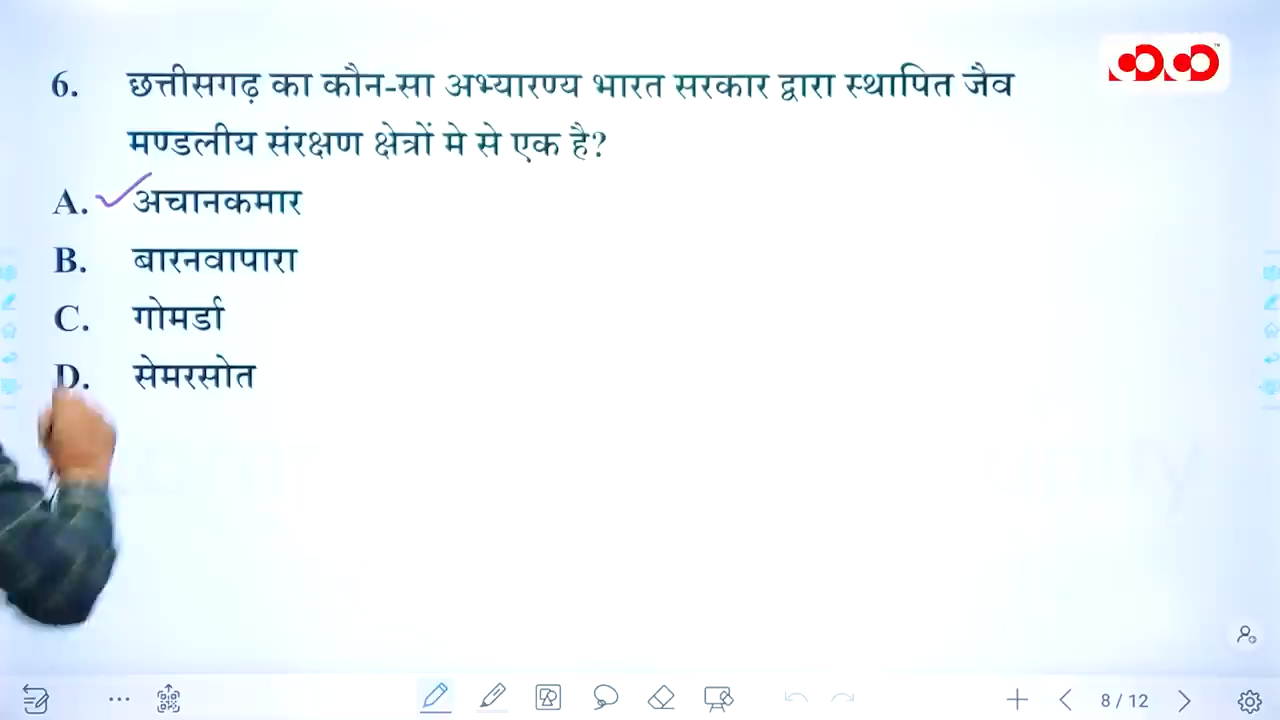 6. छत्तीसगढ़ का कौन-सा अभ्यारण्य भारत सरकार द्वारा स्थापित जैव
मण्डलीय संरक्षण क्षेत्रों मे से एक है?
A. अचानकमार
B. बारनवापारा
C. गोमर्डा
D. सेमरसोत
8 / 12